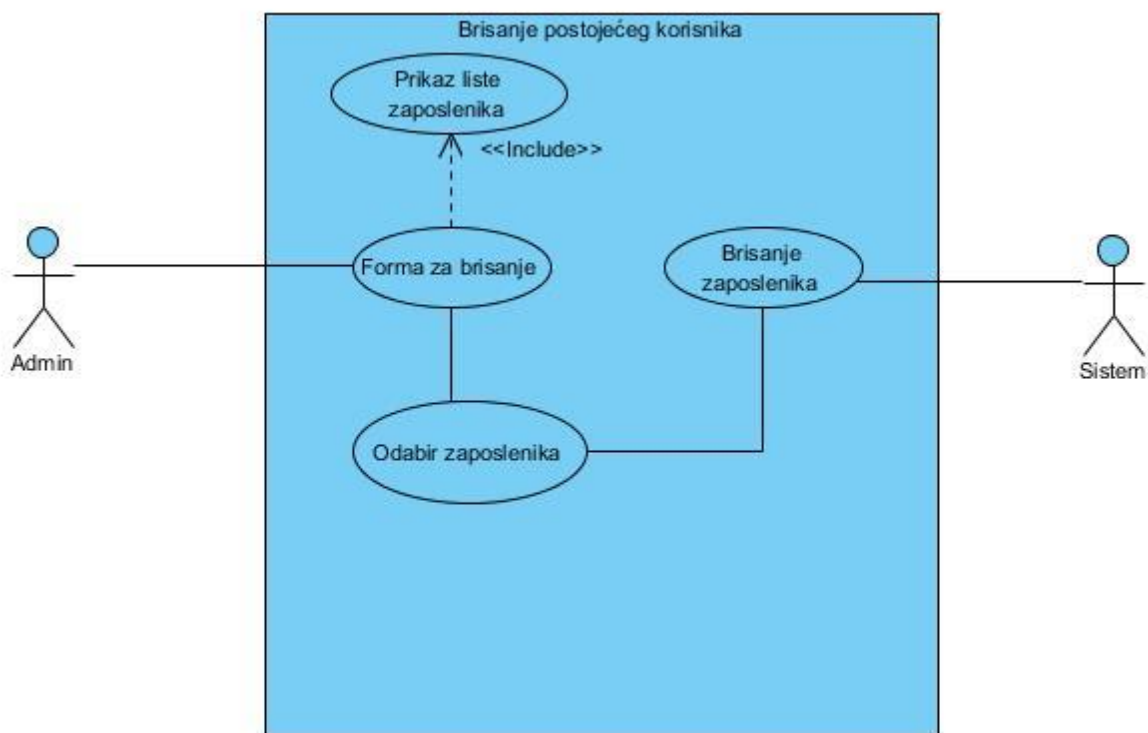 Brisanje postojećeg korisnika
Prikaz liste
zaposlenika
<<Include>>
Forma za brisanje
Brisanje
zaposlenika
Admin
Sistem
Odabir zaposlenika